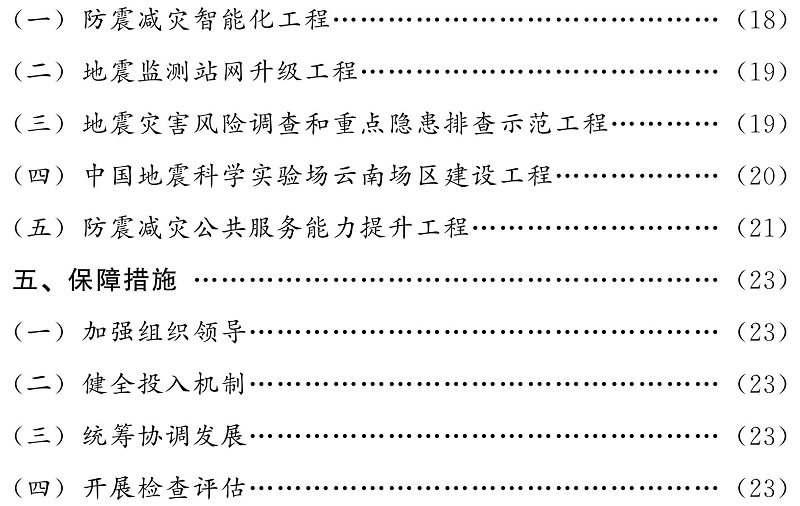 （一）防震减灾智能化工程……………………………………（18）
（二）地震监测站网升级工程…………………………………（19）
（三）地震灾害风险调查和重点隐患排查示范工程…………（19）
（四）中国地震科学实验场云南场区建设工程………………（20）
（五）防震减灾公共服务能力提升工程………………………（21）
五、保障措施 …………………………………………………（23）
（一）加强组织领导……………………………………………（23）
（二）健全投入机制……………………………………………（23）
（三）统筹协调发展……………………………………………（23）
（四）开展检查评估……………………………………………（23）